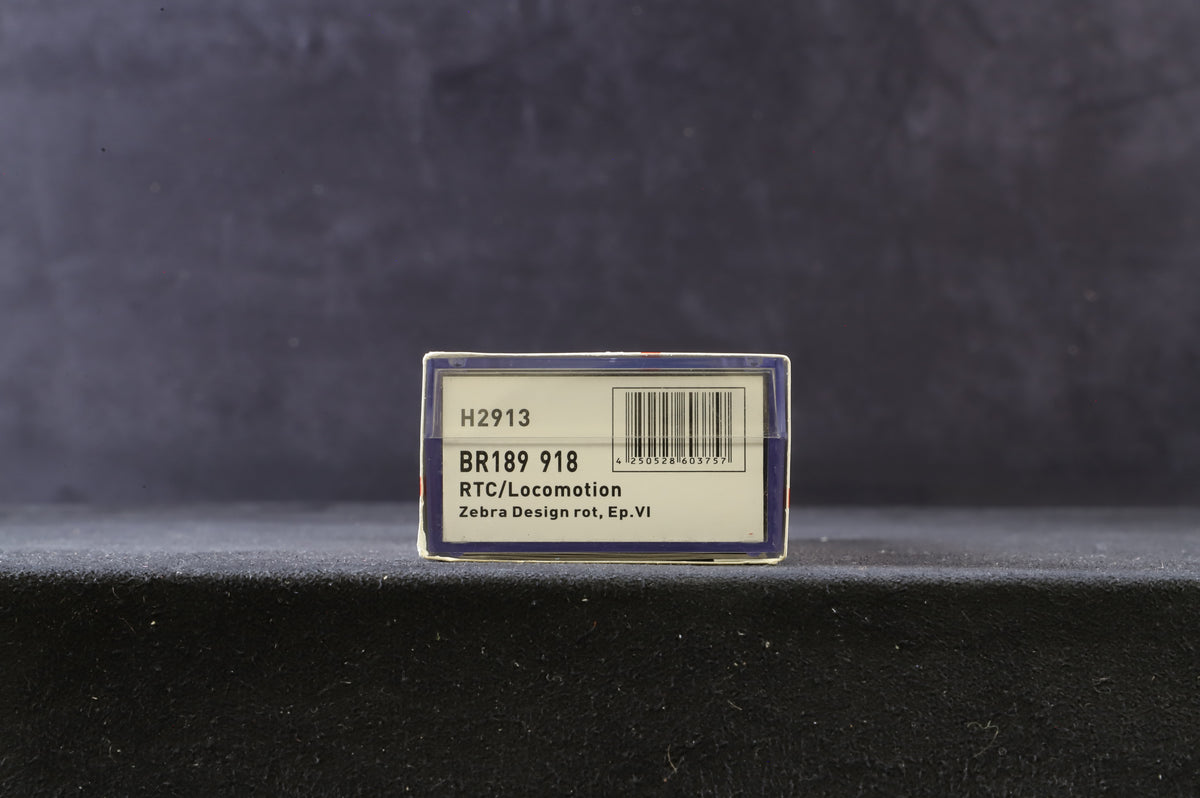 H2913
4 250528 603757
BR189 918
RTC/Locomotion
Zebra Design rot, Ep.VI